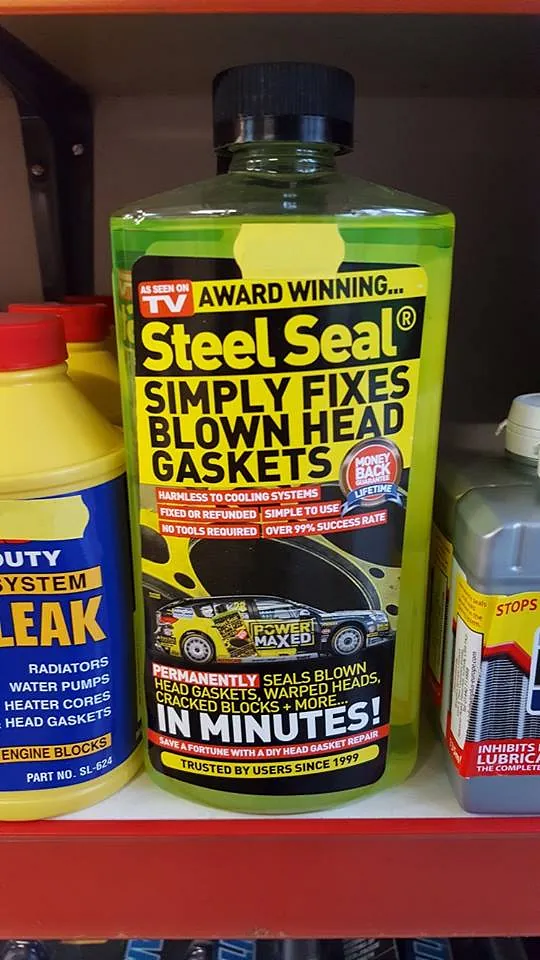 AS SEEN ON
TV
AWARD WINNING...
Steel Seal®
SIMPLY FIXES
BLOWN HEAD
GASKETS
MONEY
BACK
GUARANTEE
LIFETIME
HARMLESS TO COOLING SYSTEMS
FIXED OR REFUNDED
SIMPLE TO USE
NO TOOLS REQUIRED
OVER 99% SUCCESS RATE
POWER
MAXED
PERMANENTLY SEALS BLOWN
HEAD GASKETS, WARPED HEADS,
CRACKED BLOCKS + MORE...
IN MINUTES!
SAVE A FORTUNE WITH A DIY HEAD GASKET REPAIR
TRUSTED BY USERS SINCE 1999
DUTY
SYSTEM
LEAK
RADIATORS
WATER PUMPS
HEATER CORES
HEAD GASKETS
ENGINE BLOCKS
PART NO. SL-624
STOPS
INHIBITS
LUBRICA
THE COMPLETE